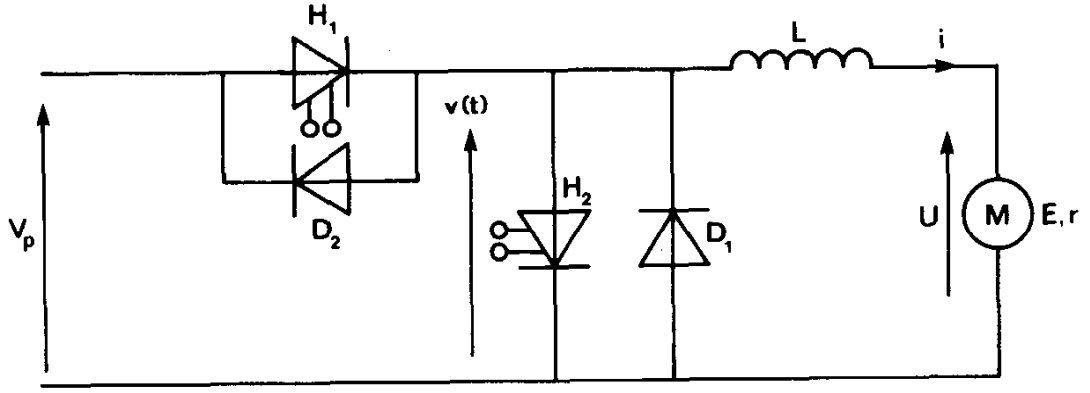 H₁
L
i
v(t)
H₂
Vₚ
D₂
D₁
U
M
E, r